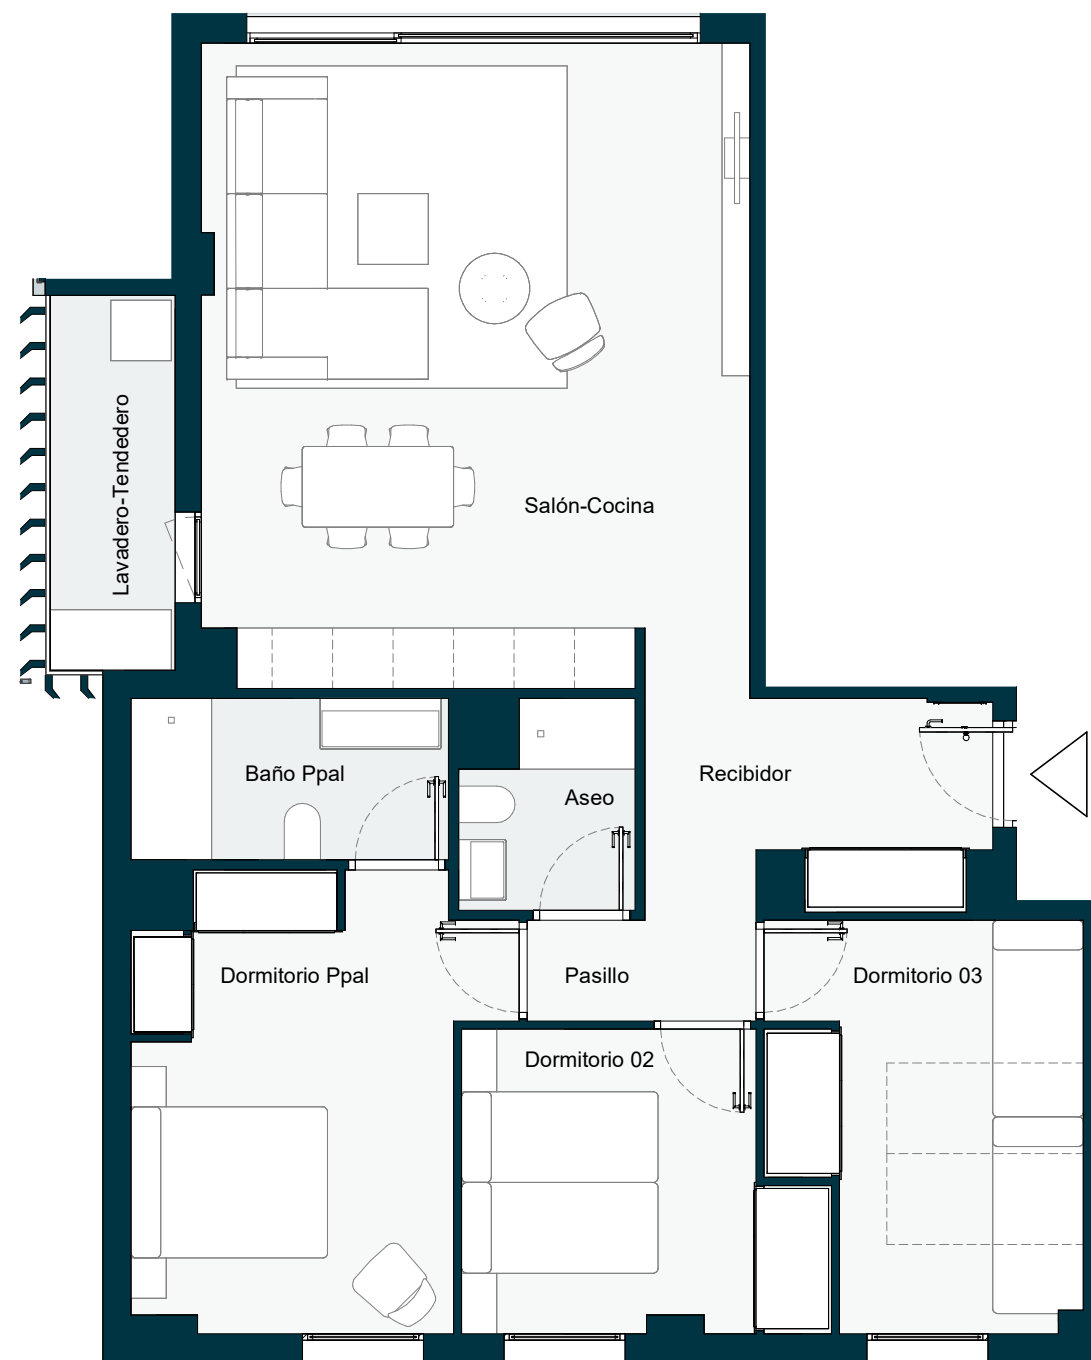 Lavadero-Tendedero
Salón-Cocina
Baño Ppal
Aseo
Recibidor
Dormitorio Ppal
Pasillo
Dormitorio 03
Dormitorio 02